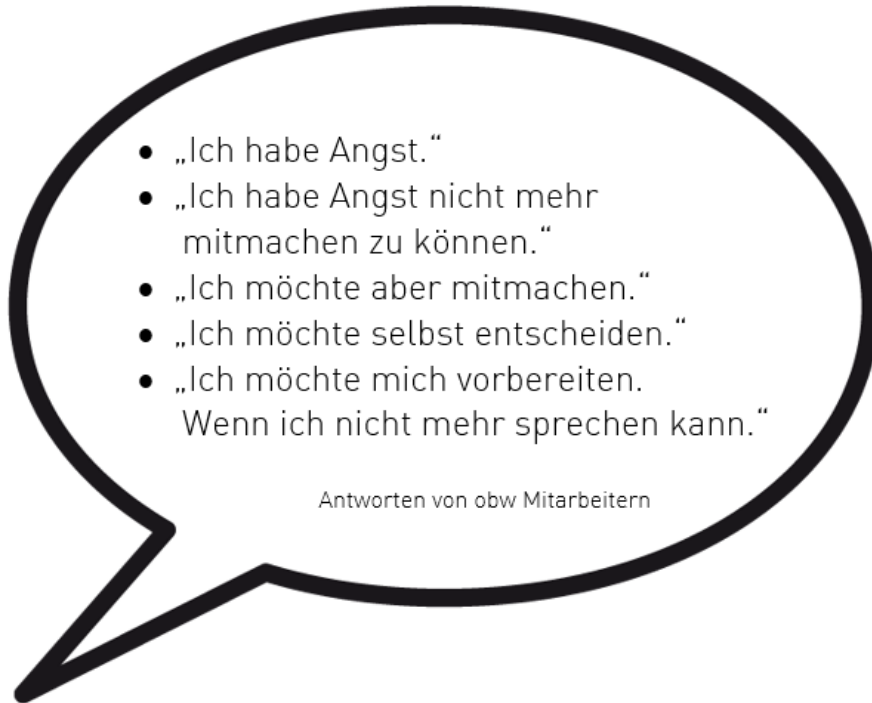 • „Ich habe Angst.“
• „Ich habe Angst nicht mehr
mitmachen zu können.“
• „Ich möchte aber mitmachen.“
• „Ich möchte selbst entscheiden.“
• „Ich möchte mich vorbereiten.
Wenn ich nicht mehr sprechen kann.“
Antworten von obw Mitarbeitern